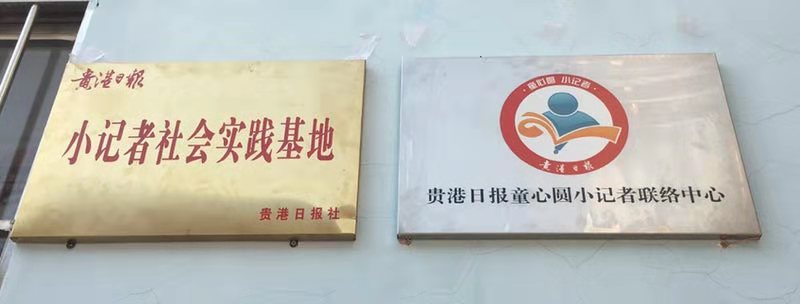 贵港日报
小记者社会实践基地
贵港日报社
童心圆 小记者
贵港日报
贵港日报童心圆小记者联络中心